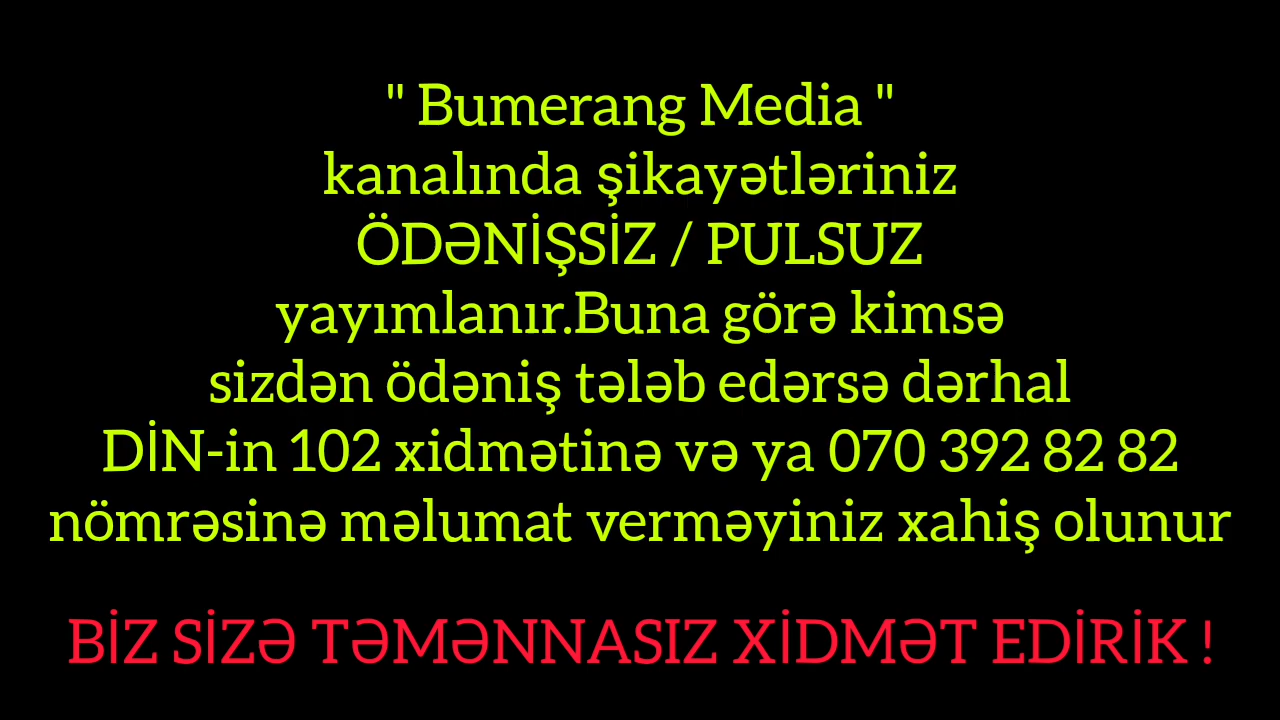 " Bumerang Media "
kanalında şikayətləriniz
ÖDƏNİŞSİZ / PULSUZ
yayımlanır.Buna görə kimsə
sizdən ödəniş tələb edərsə dərhal
DİN-in 102 xidmətinə və ya 070 392 82 82
nömrəsinə məlumat verməyiniz xahiş olunur
BİZ SİZƏ TƏMƏNNASIZ XİDMƏT EDİRİK !